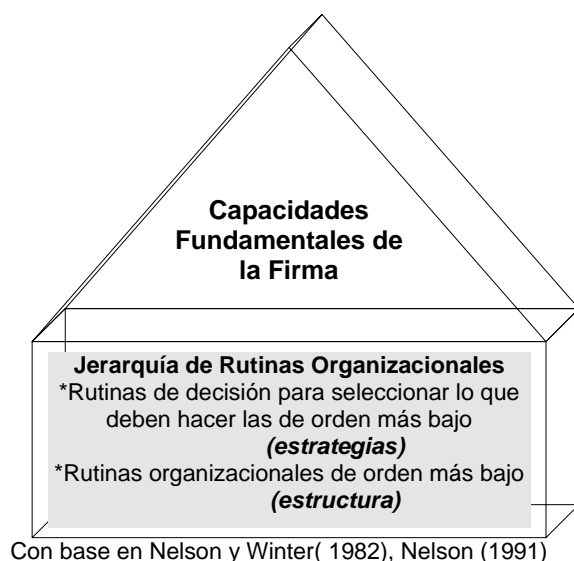 Capacidades
Fundamentales de
la Firma
Jerarquía de Rutinas Organizacionales
*Rutinas de decisión para seleccionar lo que
deben hacer las de orden más bajo
(estrategias)
*Rutinas organizacionales de orden más bajo
(estructura)
Con base en Nelson y Winter( 1982), Nelson (1991)